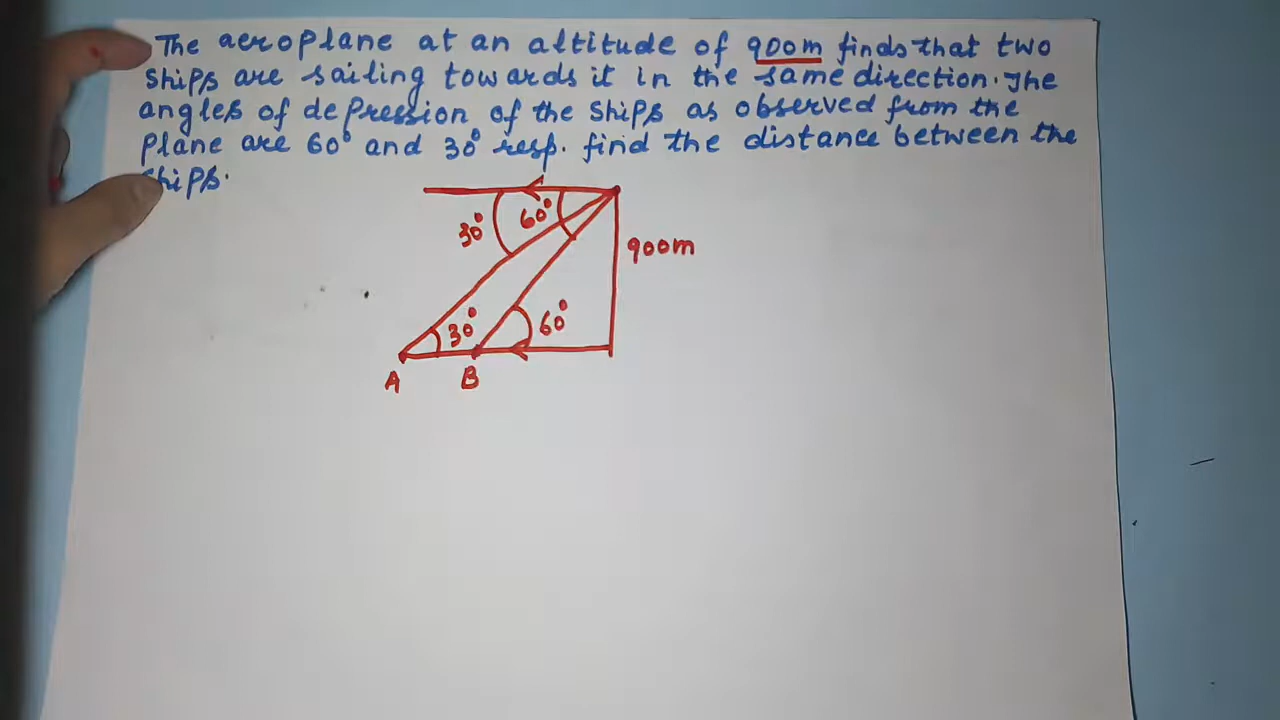 The aeroplane at an altitude of 900m finds that two
ships are sailing towards it in the same direction. The
angles of depression of the ships as observed from the
plane are 60° and 30° resp. find the distance between the
ships.
30° 60°
900m
30° 60°
A B